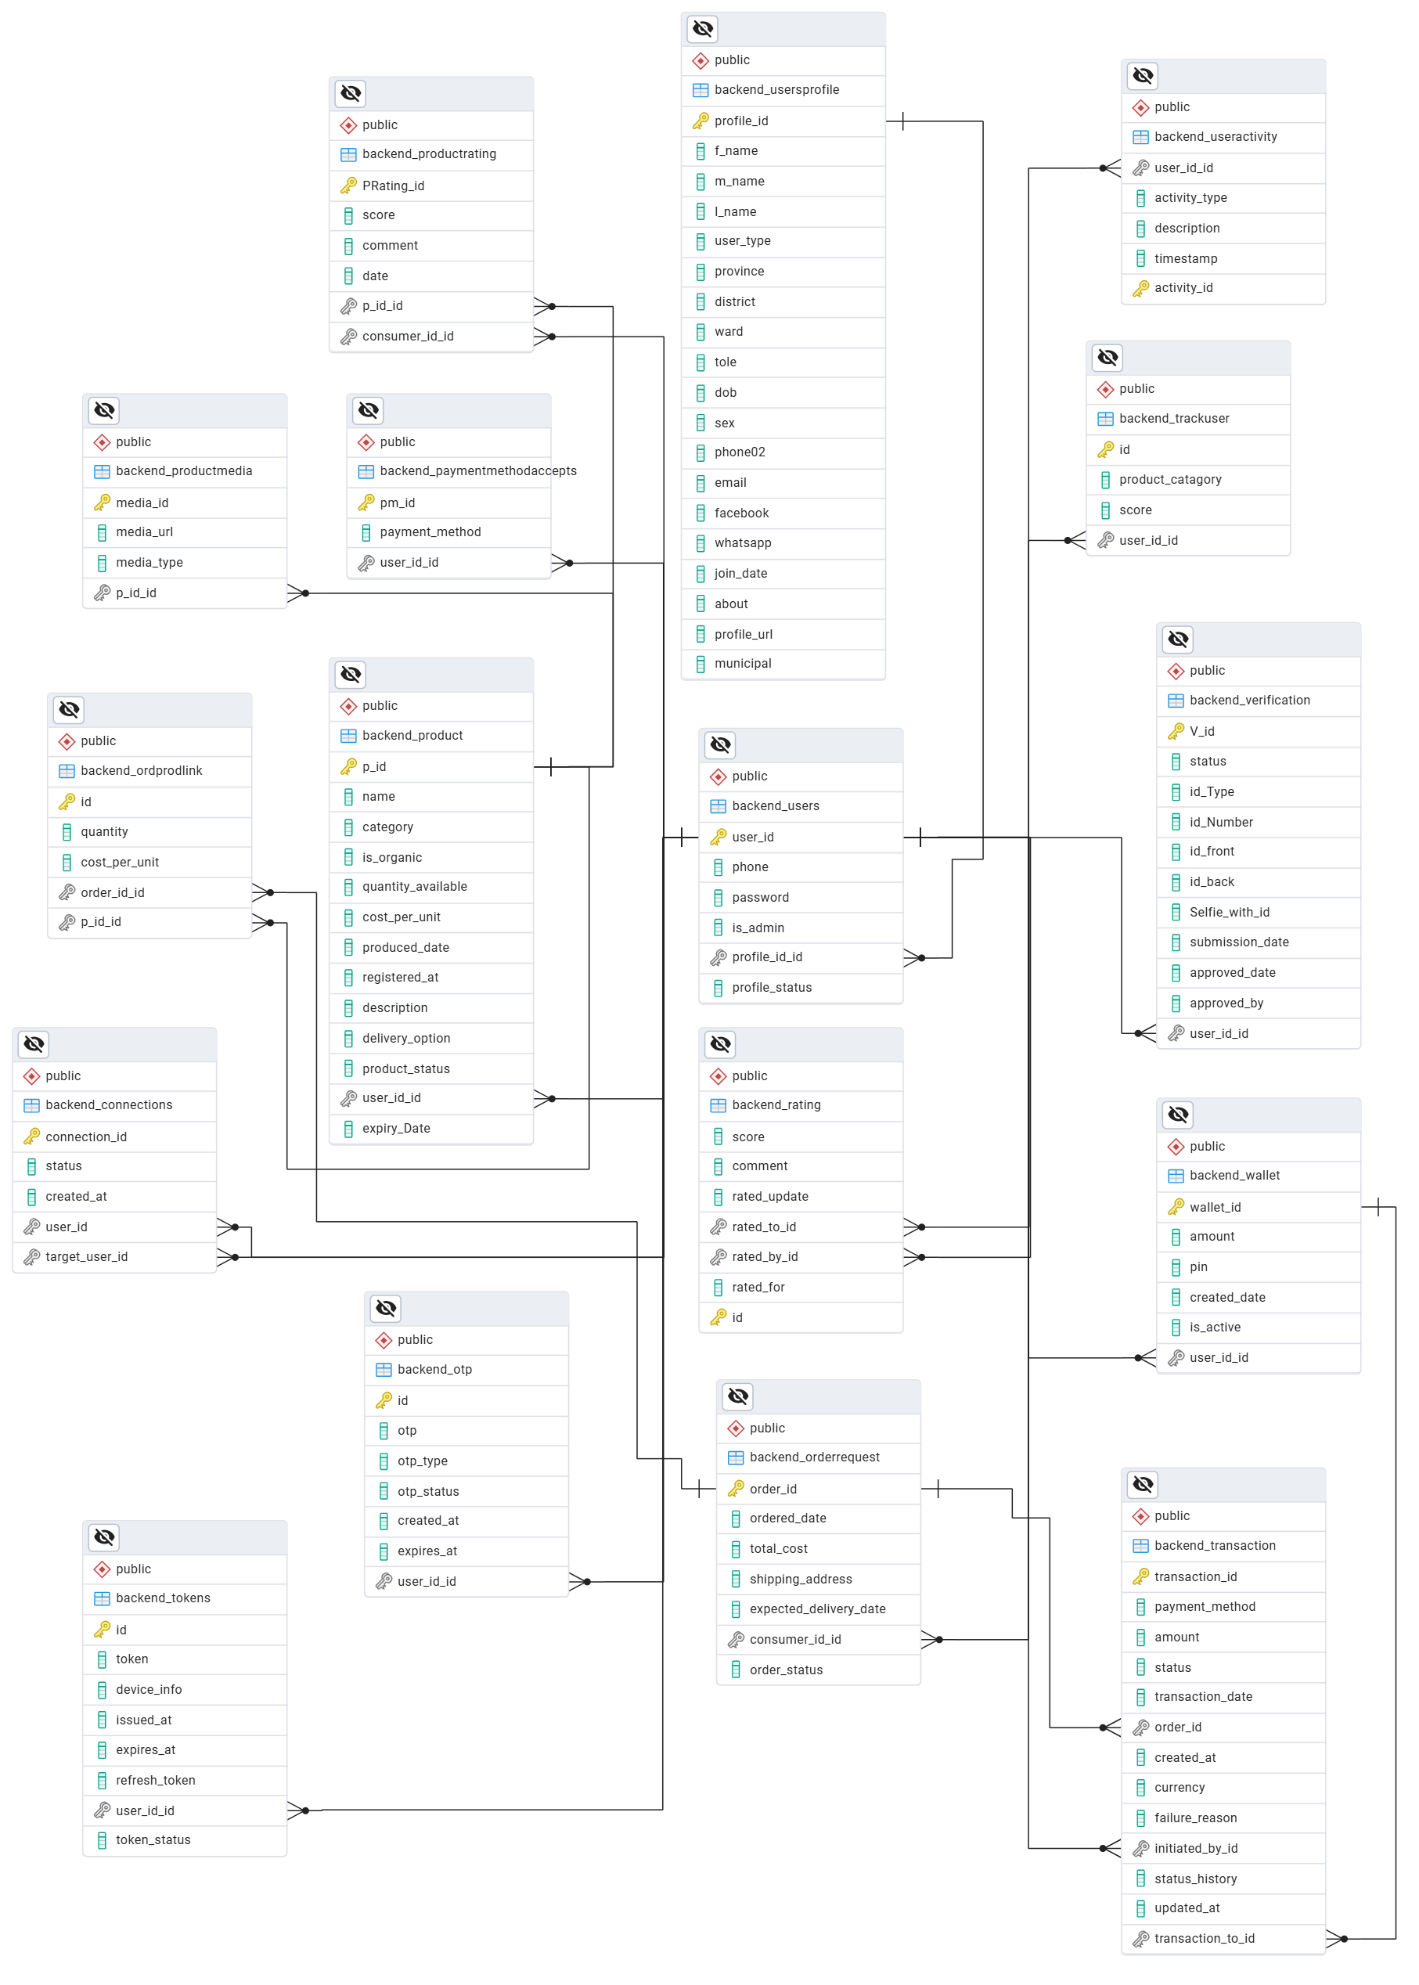 public
backend_usersprofile
profile_id
f_name
m_name
l_name
user_type
province
district
ward
tole
dob
sex
phone02
email
facebook
whatsapp
join_date
about
profile_url
municipal
public
backend_useractivity
user_id_id
activity_type
description
timestamp
activity_id
public
backend_productrating
PRating_id
score
comment
date
p_id_id
consumer_id_id
public
backend_trackuser
id
product_catagory
score
user_id_id
public
backend_productmedia
media_id
media_url
media_type
p_id_id
public
backend_paymentmethodaccepts
pm_id
payment_method
user_id_id
public
backend_verification
V_id
status
id_Type
id_Number
id_front
id_back
Selfie_with_id
submission_date
approved_date
approved_by
user_id_id
public
backend_product
p_id
name
category
is_organic
quantity_available
cost_per_unit
produced_date
registered_at
description
delivery_option
product_status
user_id_id
expiry_Date
public
backend_ordprodlink
id
quantity
cost_per_unit
order_id_id
p_id_id
public
backend_users
user_id
phone
password
is_admin
profile_id_id
profile_status
public
backend_connections
connection_id
status
created_at
user_id
target_user_id
public
backend_rating
score
comment
rated_update
rated_to_id
rated_by_id
rated_for
id
public
backend_wallet
wallet_id
amount
pin
created_date
is_active
user_id_id
public
backend_otp
id
otp
otp_type
otp_status
created_at
expires_at
user_id_id
public
backend_orderrequest
order_id
ordered_date
total_cost
shipping_address
expected_delivery_date
consumer_id_id
order_status
public
backend_transaction
transaction_id
payment_method
amount
status
transaction_date
order_id
created_at
currency
failure_reason
initiated_by_id
status_history
updated_at
transaction_to_id
public
backend_tokens
id
token
device_info
issued_at
expires_at
refresh_token
user_id_id
token_status